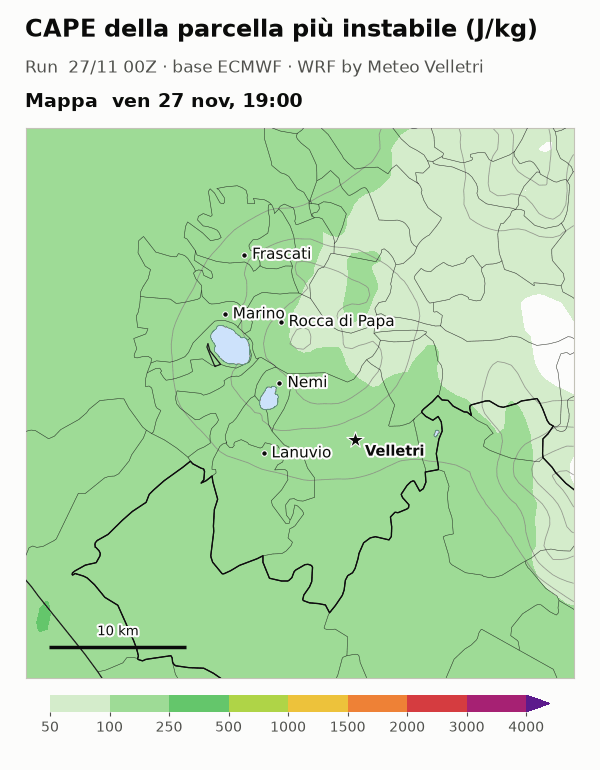 CAPE della parcella più instabile (J/kg)
Run  27/11 00Z · base ECMWF · WRF by Meteo Velletri
Mappa  ven 27 nov, 19:00
Frascati
Marino
Rocca di Papa
Nemi
Velletri
Lanuvio
10 km
50 100 250 500 1000 1500 2000 3000 4000